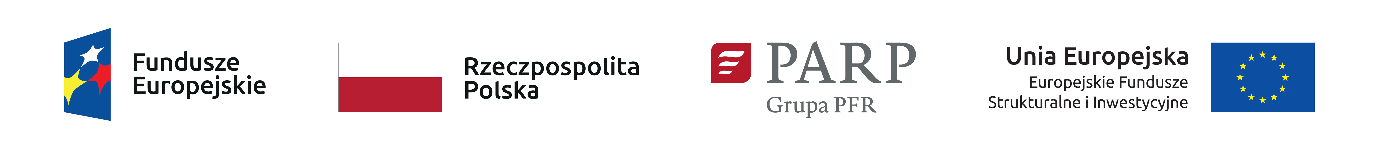 Fundusze
Europejskie
Rzeczpospolita
Polska
PARP
Grupa PFR
Unia Europejska
Europejskie Fundusze
Strukturalne i Inwestycyjne